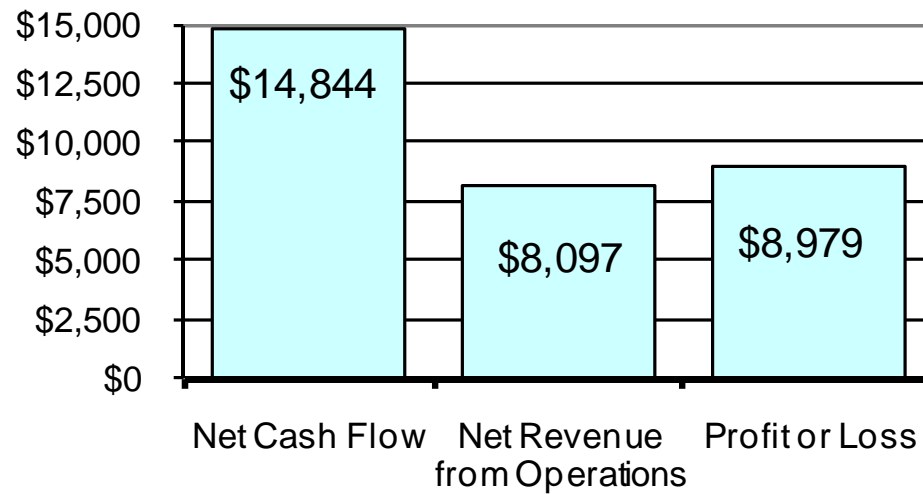 $15,000
$12,500
$10,000
$7,500
$5,000
$2,500
$0
$14,844
$8,097
$8,979
Net Cash Flow
Net Revenue
from Operations
Profit or Loss